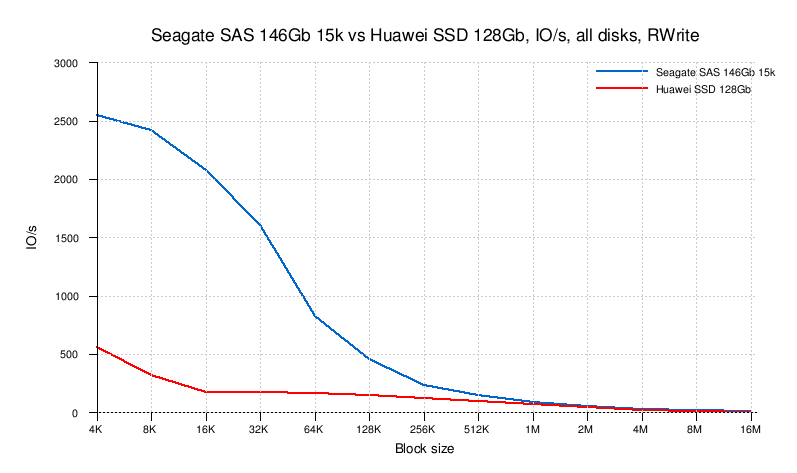 Seagate SAS 146Gb 15k vs Huawei SSD 128Gb, IO/s, all disks, RWrite
Seagate SAS 146Gb 15k
Huawei SSD 128Gb
IO/s
3000
2500
2000
1500
1000
500
0
4K 8K 16K 32K 64K 128K 256K 512K 1M 2M 4M 8M 16M
Block size